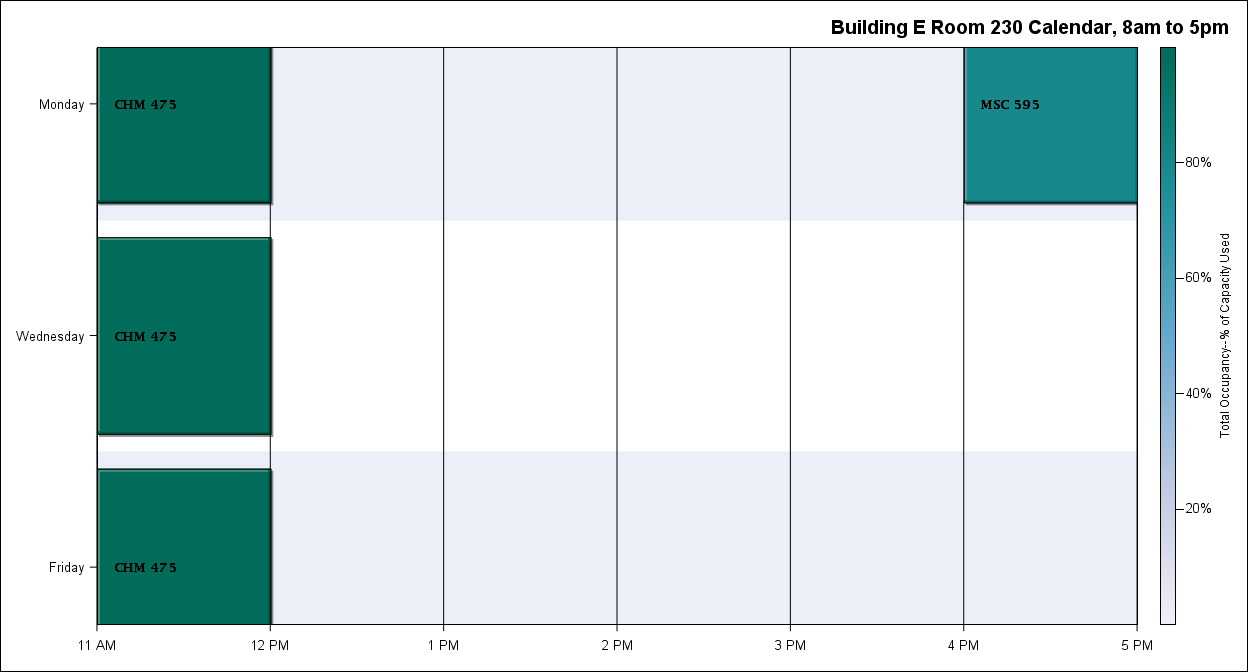 Building E Room 230 Calendar, 8am to 5pm
Monday
CHM 475
MSC 595
Wednesday
CHM 475
Friday
CHM 475
11 AM
12 PM
1 PM
2 PM
3 PM
4 PM
5 PM
80%
60%
40%
20%
Total Occupancy--% of Capacity Used